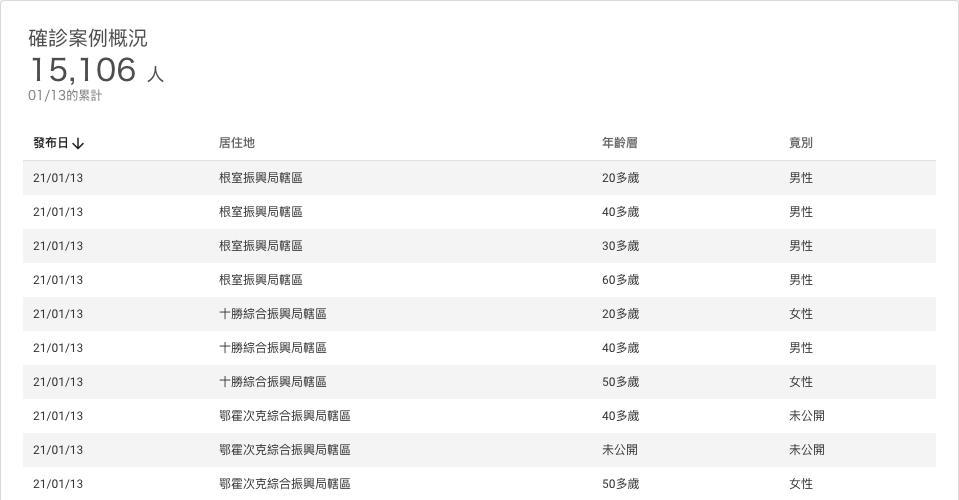 確診案例概況
15,106 人
01/13的累計
發布日↓ 居住地 年齡層 竟別
21/01/13 根室振興局轄區 20多歲 男性
21/01/13 根室振興局轄區 40多歲 男性
21/01/13 根室振興局轄區 30多歲 男性
21/01/13 根室振興局轄區 60多歲 男性
21/01/13 十勝綜合振興局轄區 20多歲 女性
21/01/13 十勝綜合振興局轄區 40多歲 男性
21/01/13 十勝綜合振興局轄區 50多歲 女性
21/01/13 鄂霍次克綜合振興局轄區 40多歲 未公開
21/01/13 鄂霍次克綜合振興局轄區 未公開 未公開
21/01/13 鄂霍次克綜合振興局轄區 50多歲 女性